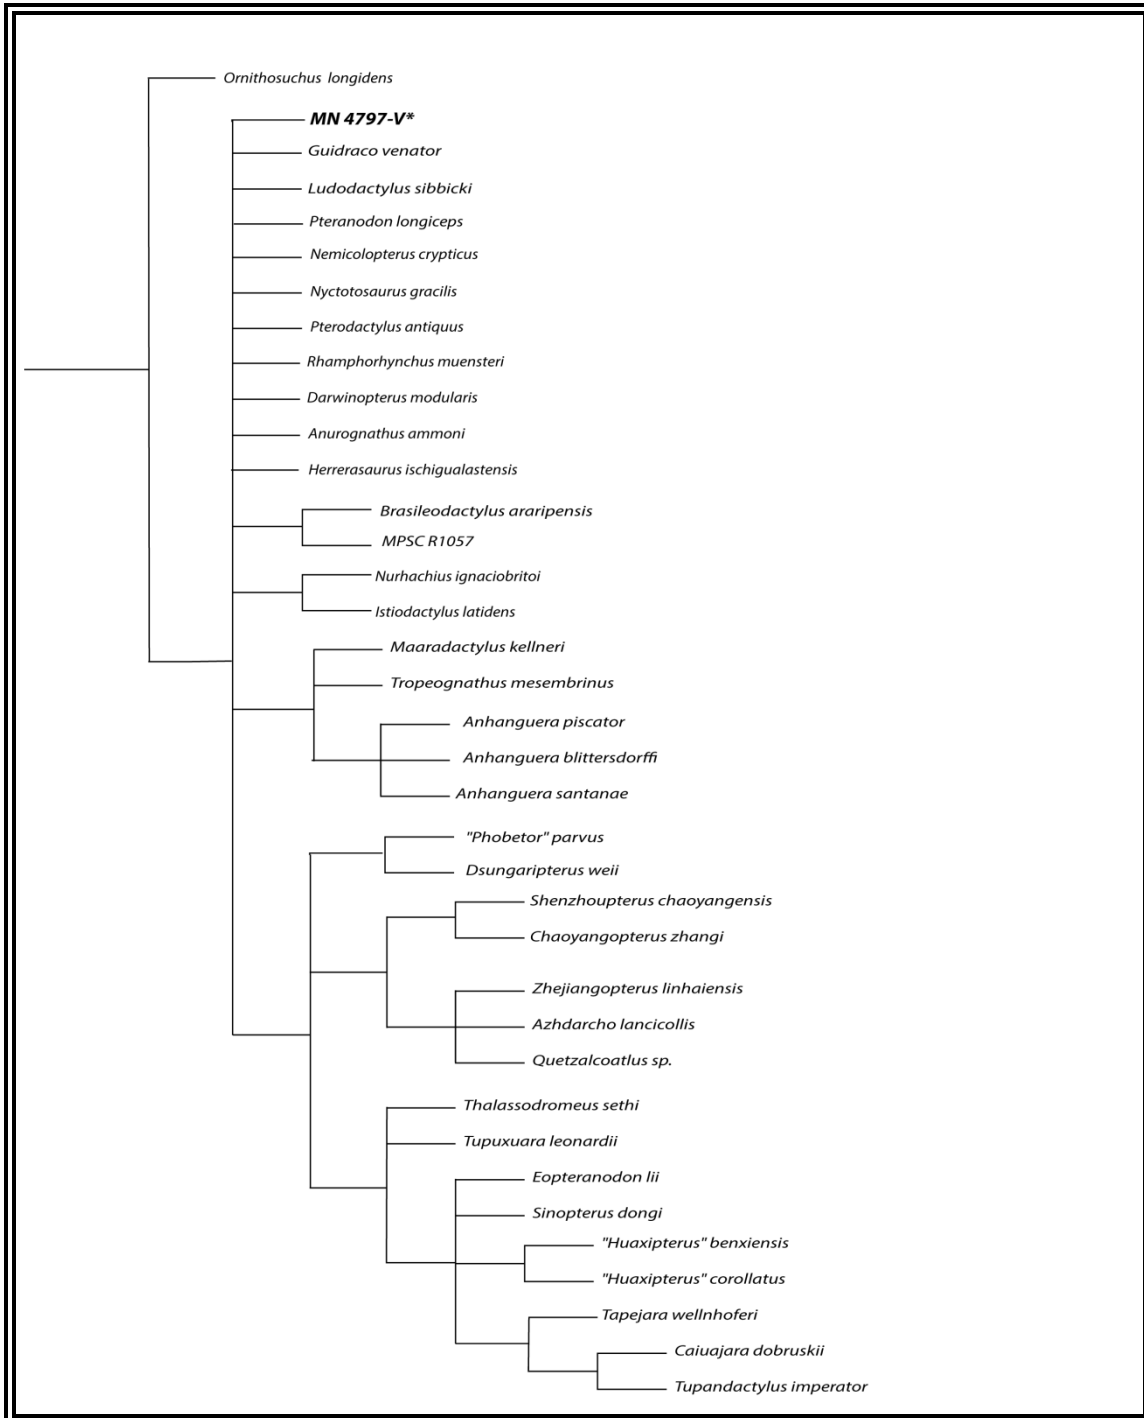 Ornithosuchus longidens
MN 4797-V*
Guidraco venator
Ludodactylus sibbicki
Pteranodon longiceps
Nemicolopterus crypticus
Nyctotosaurus gracilis
Pterodactylus antiquus
Rhamphorhynchus muensteri
Darwinopterus modularis
Anurognathus ammoni
Herrerasaurus ischigualastensis
Brasileodactylus araripensis
MPSC R1057
Nurhachius ignaciobritoi
Istiodactylus latidens
Maaradactylus kellneri
Tropeognathus mesembrinus
Anhanguera piscator
Anhanguera blittersdorffi
Anhanguera santanae
"Phobetor" parvus
Dsungaripterus weii
Shenzhoupterus chaoyangensis
Chaoyangopterus zhangi
Zhejiangopterus linhaiensis
Azhdarcho lancicollis
Quetzalcoatlus sp.
Thalassodromeus sethi
Tupuxuara leonardii
Eopteranodon lii
Sinopterus dongi
"Huaxipterus" benxiensis
"Huaxipterus" corollatus
Tapejara wellnhoferi
Caiuajara dobruskii
Tupandactylus imperator